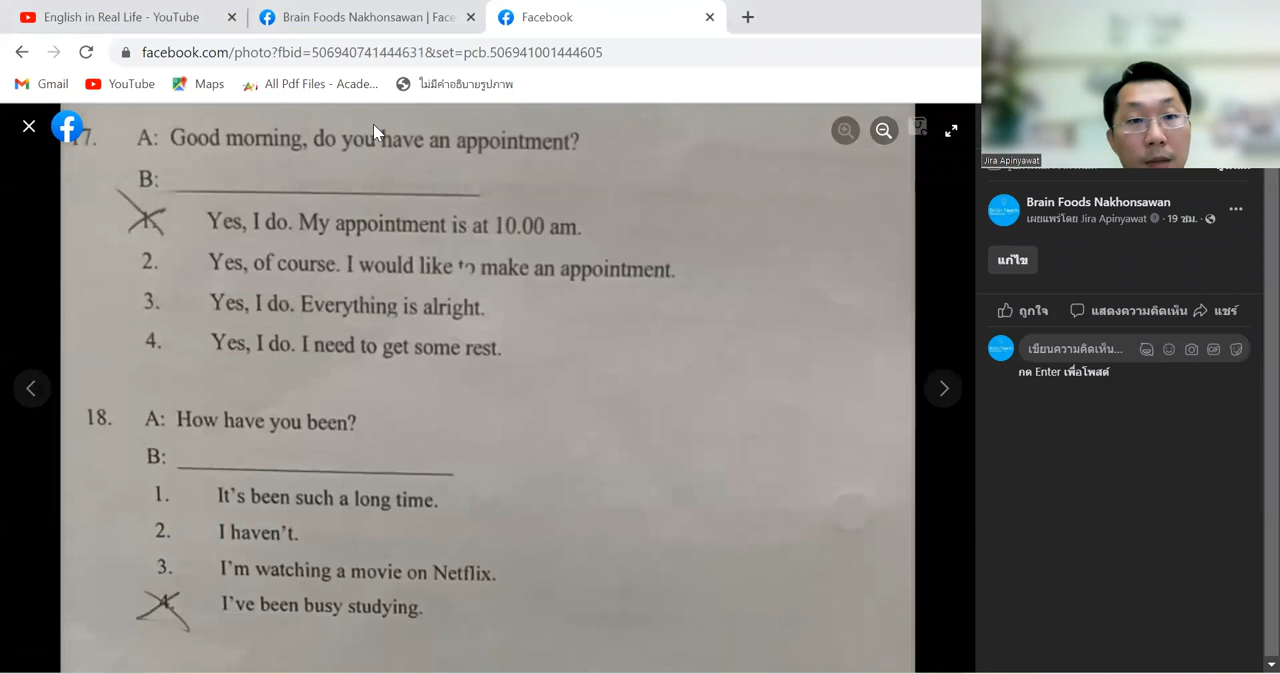 English in Real Life - YouTube
Brain Foods Nakhonsawan | Face
Facebook
facebook.com/photo?fbid=506940741444631&set=pcb.506941001444605
Gmail
YouTube
Maps
All Pdf Files - Acade...
ไม่มีคำอธิบายรูปภาพ
Jira Apinyawat
7. A: Good morning, do you have an appointment?
B:
Yes, I do. My appointment is at 10.00 am.
2. Yes, of course. I would like to make an appointment.
3. Yes, I do. Everything is alright.
4. Yes, I do. I need to get some rest.
18. A: How have you been?
B:
1. It's been such a long time.
2. I haven't.
3. I'm watching a movie on Netflix.
4. I've been busy studying.
Brain Foods Nakhonsawan
เผยแพร่โดย Jira Apinyawat
19 ชม.
แก้ไข
ถูกใจ
แสดงความคิดเห็น
แชร์
เขียนความคิดเห็น...
กด Enter เพื่อโพสต์